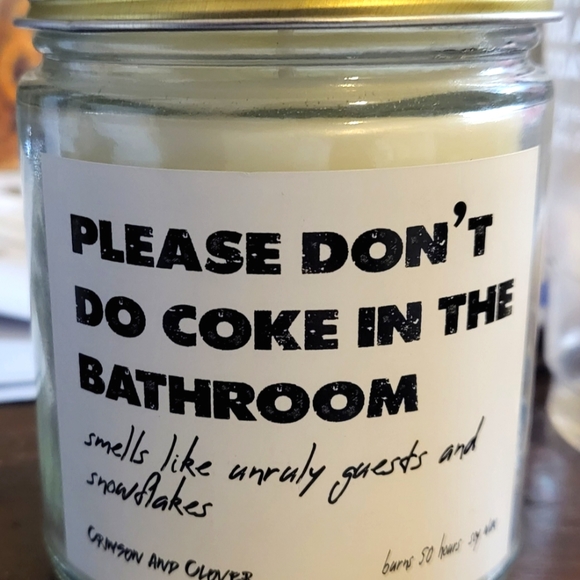 PLEASE DON'T
DO COKE IN THE
BATHROOM
smells like unruly guests and
snowflakes
CRIMSON AND CLOVER
burns 50 hours soy wax